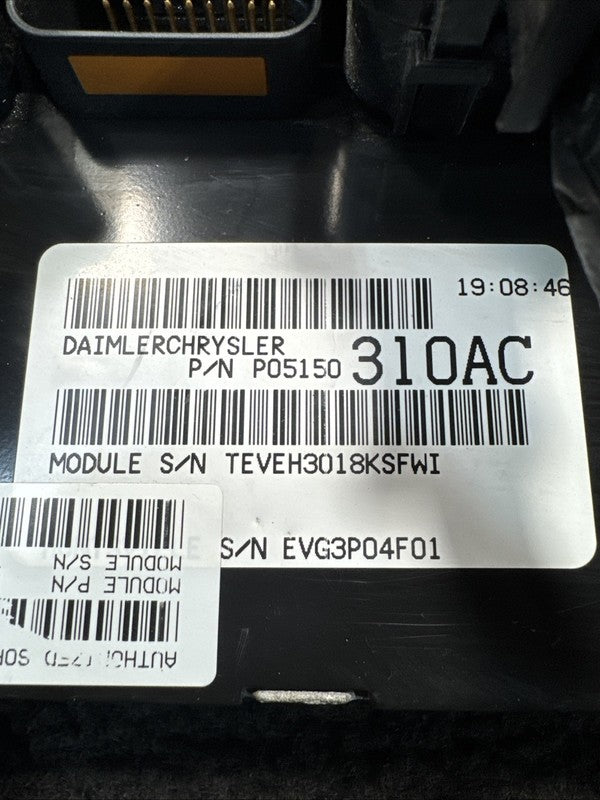 19:08:46
DAIMLERCHRYSLER
P/N P05150 310AC
MODULE S/N TEVEH3018KSFWI
E S/N EVG3P04F01
MODULE S/N
MODULE P/N